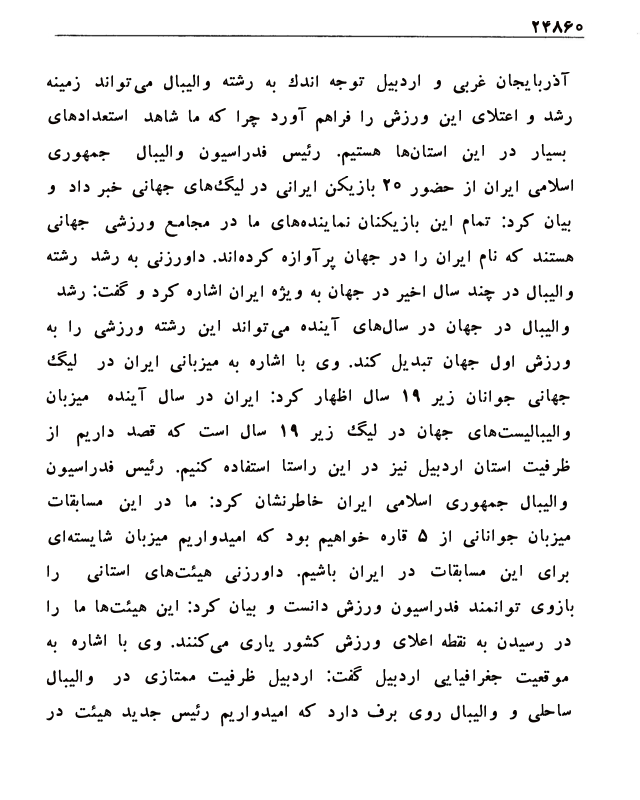 ۲۴۸۶۰
آذربایجان غربی و اردبیل توجه اندك به رشته والیبال می‌تواند زمینه
رشد و اعتلای این ورزش را فراهم آورد چرا که ما شاهد استعدادهای
بسیار در این استان‌ها هستیم. رئیس فدراسیون والیبال جمهوری
اسلامی ایران از حضور ۲۰ بازیکن ایرانی در لیگ‌های جهانی خبر داد و
بیان کرد: تمام این بازیکنان نماینده‌های ما در مجامع ورزشی جهانی
هستند که نام ایران را در جهان پرآوازه کرده‌اند. داورزنی به رشد رشته
والیبال در چند سال اخیر در جهان به ویژه ایران اشاره کرد و گفت: رشد
والیبال در جهان در سال‌های آینده می‌تواند این رشته ورزشی را به
ورزش اول جهان تبدیل کند. وی با اشاره به میزبانی ایران در لیگ
جهانی جوانان زیر ۱۹ سال اظهار کرد: ایران در سال آینده میزبان
والیبالیست‌های جهان در لیگ زیر ۱۹ سال است که قصد داریم از
ظرفیت استان اردبیل نیز در این راستا استفاده کنیم. رئیس فدراسیون
والیبال جمهوری اسلامی ایران خاطرنشان کرد: ما در این مسابقات
میزبان جوانانی از ۵ قاره خواهیم بود که امیدواریم میزبان شایسته‌ای
برای این مسابقات در ایران باشیم. داورزنی هیئت‌های استانی را
بازوی توانمند فدراسیون ورزش دانست و بیان کرد: این هیئت‌ها ما را
در رسیدن به نقطه اعلای ورزش کشور یاری می‌کنند. وی با اشاره به
موقعیت جغرافیایی اردبیل گفت: اردبیل ظرفیت ممتازی در والیبال
ساحلی و والیبال روی برف دارد که امیدواریم رئیس جدید هیئت در